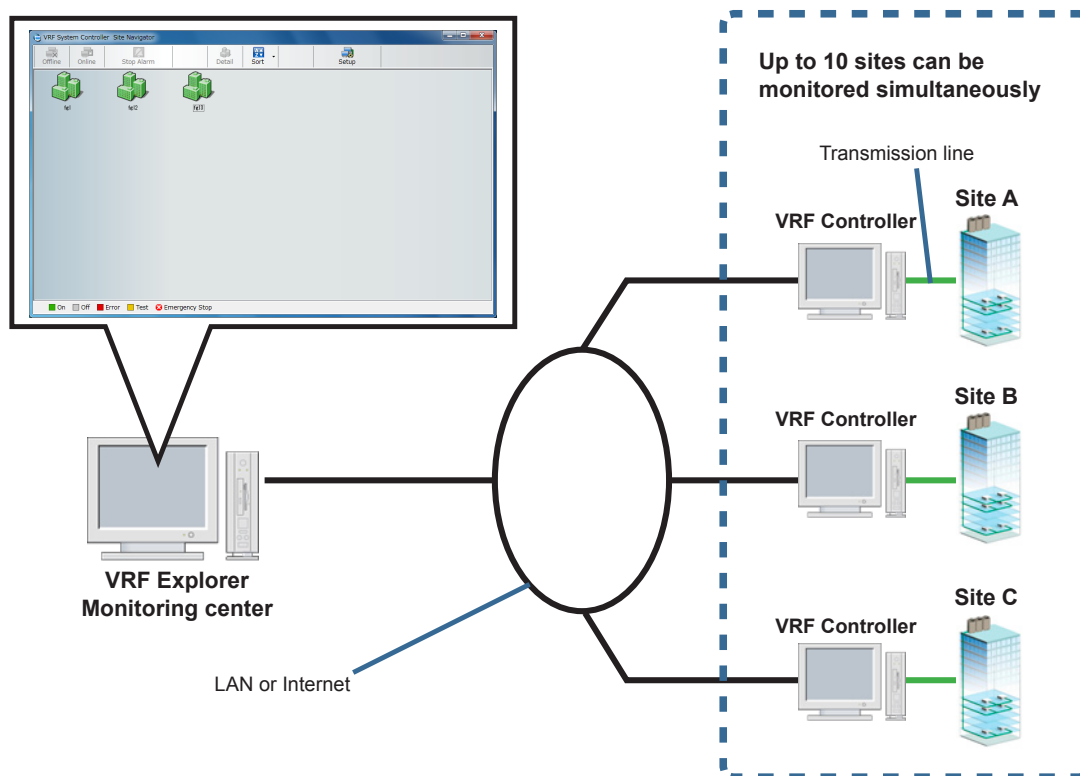 VRF System Controller Site Navigator
Offline Online Stop Alarm Detail Sort Setup
On Off Error Test Emergency Stop
VRF Explorer
Monitoring center
LAN or Internet
Up to 10 sites can be
monitored simultaneously
Transmission line
Site A
VRF Controller
Site B
VRF Controller
Site C
VRF Controller